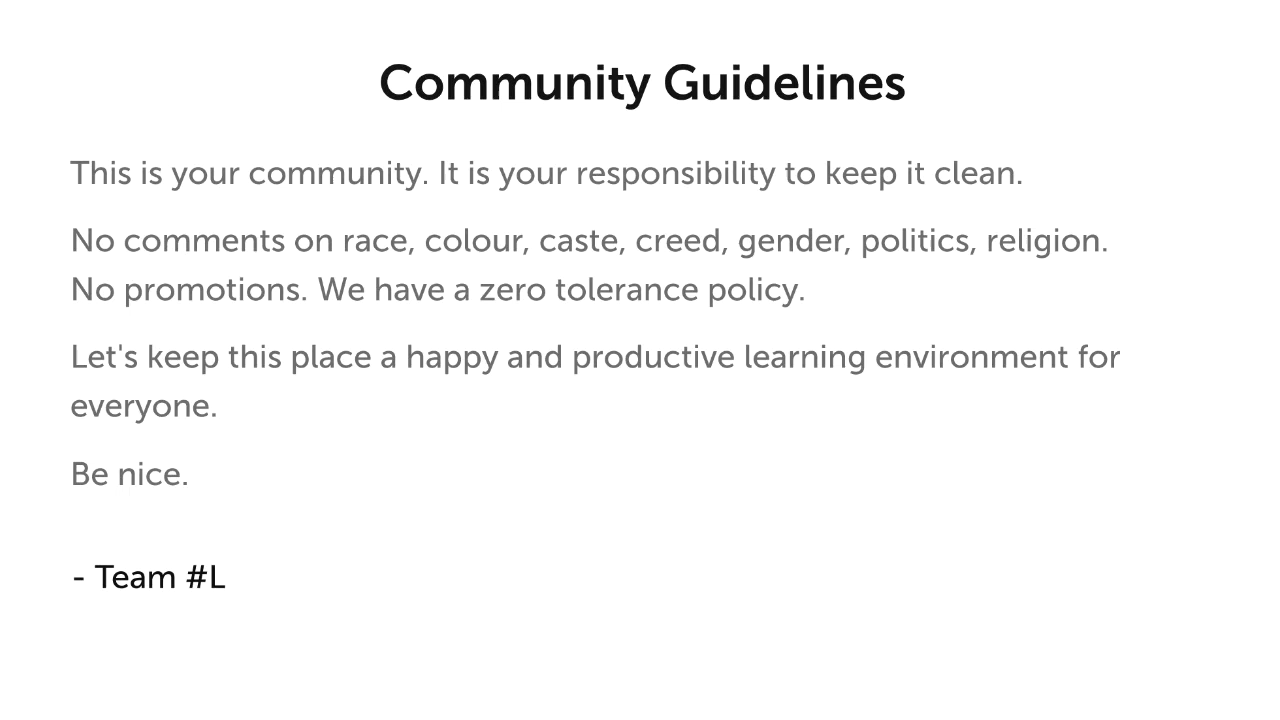 Community Guidelines
This is your community. It is your responsibility to keep it clean.
No comments on race, colour, caste, creed, gender, politics, religion.
No promotions. We have a zero tolerance policy.
Let's keep this place a happy and productive learning environment for
everyone.
Be nice.
- Team #L